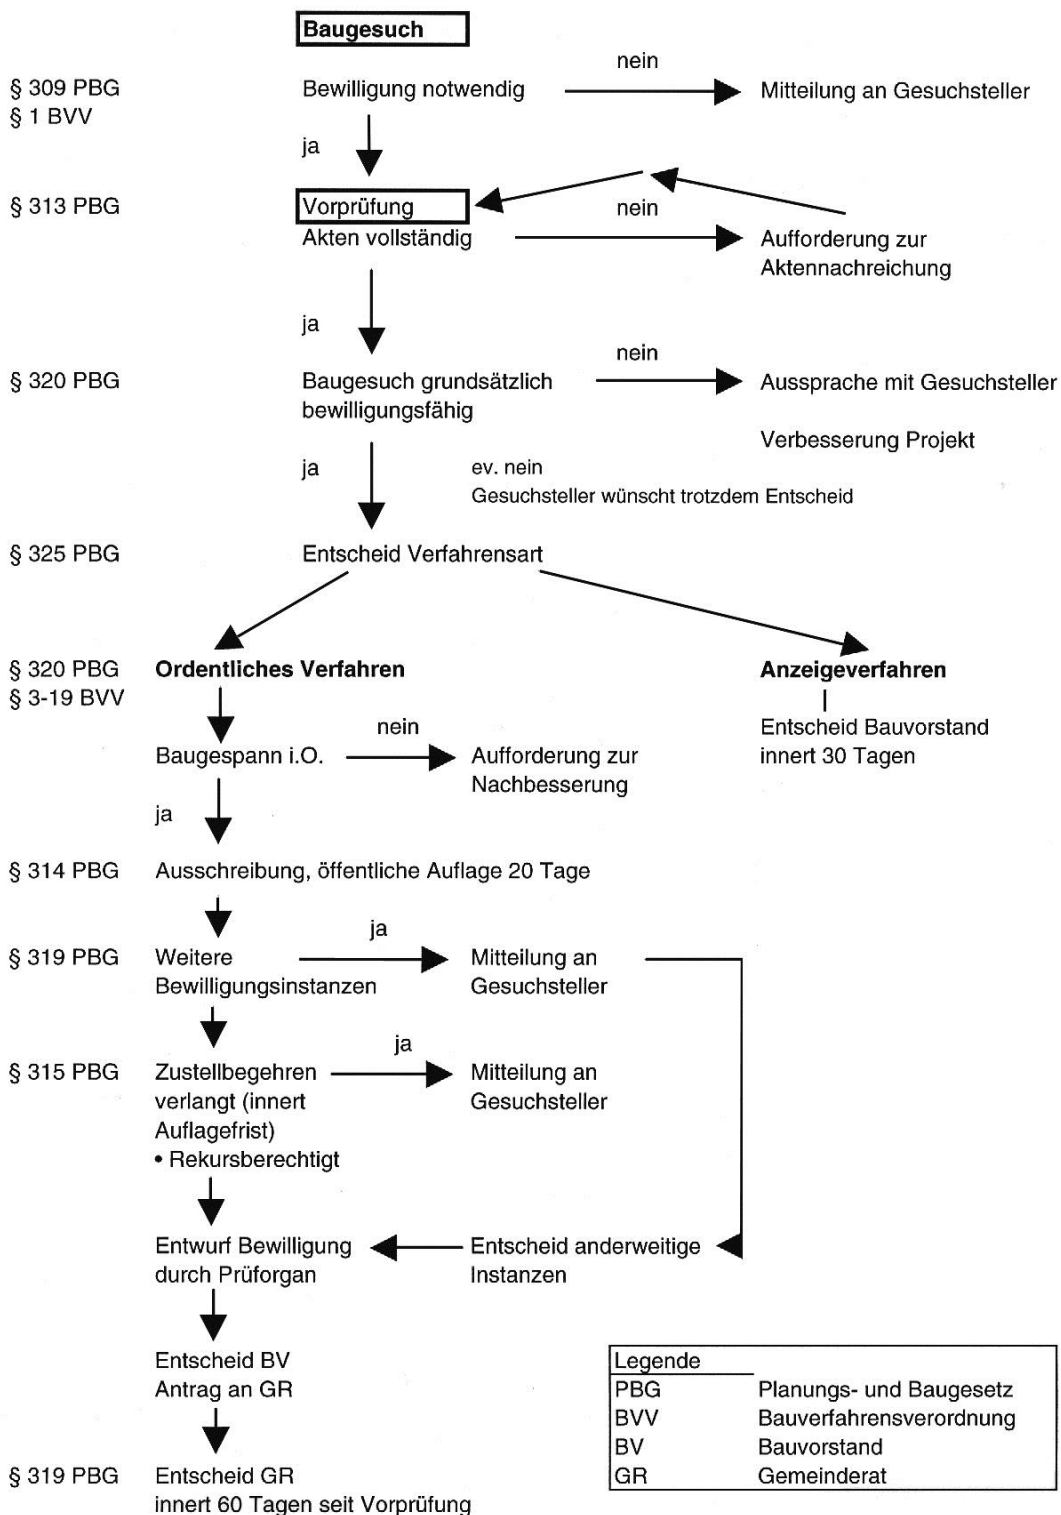 Baugesuch
nein
§ 309 PBG Bewilligung notwendig Mitteilung an Gesuchsteller
§ 1 BVV
ja
§ 313 PBG Vorprüfung nein
Akten vollständig Aufforderung zur
Aktennachreichung
ja
nein
§ 320 PBG Baugesuch grundsätzlich Aussprache mit Gesuchsteller
bewilligungsfähig
Verbesserung Projekt
ja ev. nein
Gesuchsteller wünscht trotzdem Entscheid
§ 325 PBG Entscheid Verfahrensart
§ 320 PBG Ordentliches Verfahren Anzeigeverfahren
§ 3-19 BVV
nein Entscheid Bauvorstand
Baugespann i.O. Aufforderung zur innert 30 Tagen
Nachbesserung
ja
§ 314 PBG Ausschreibung, öffentliche Auflage 20 Tage
ja
§ 319 PBG Weitere Mitteilung an
Bewilligungsinstanzen Gesuchsteller
ja
§ 315 PBG Zustellbegehren Mitteilung an
verlangt (innert Gesuchsteller
Auflagefrist)
• Rekursberechtigt
Entwurf Bewilligung Entscheid anderweitige
durch Prüforgan Instanzen
Entscheid BV
Antrag an GR
§ 319 PBG Entscheid GR
innert 60 Tagen seit Vorprüfung
Legende
PBG Planungs- und Baugesetz
BVV Bauverfahrensverordnung
BV Bauvorstand
GR Gemeinderat